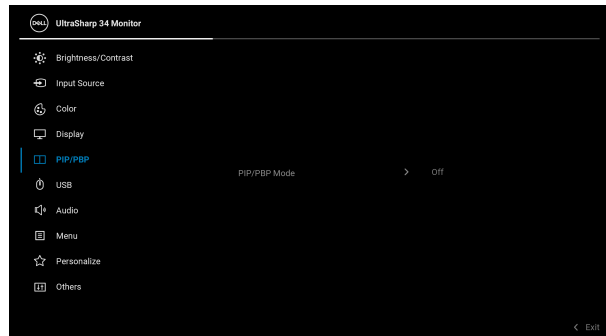 DELL UltraSharp 34 Monitor
Brightness/Contrast
Input Source
Color
Display
PIP/PBP
PIP/PBP Mode > Off
USB
Audio
Menu
Personalize
Others
< Exit